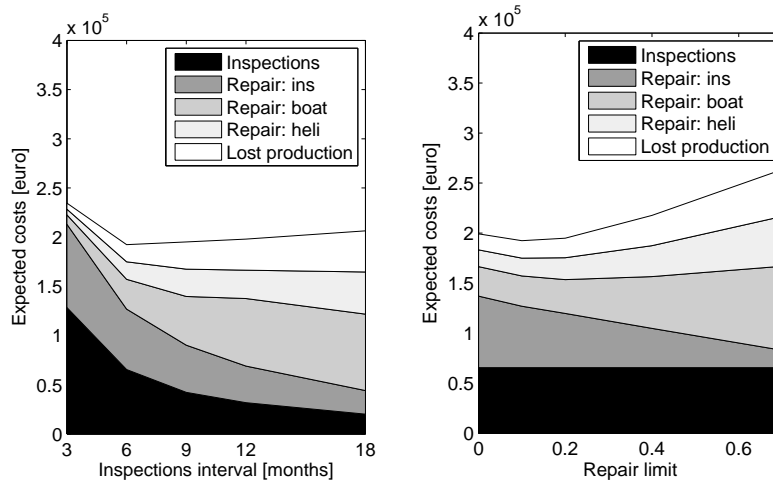 x 10^5
4
3.5
3
2.5
2
1.5
1
0.5
0
3
6
9
12
18
Inspections interval [months]
Expected costs [euro]
Inspections
Repair: ins
Repair: boat
Repair: heli
Lost production
x 10^5
4
3.5
3
2.5
2
1.5
1
0.5
0
0
0.2
0.4
0.6
Repair limit
Expected costs [euro]
Inspections
Repair: ins
Repair: boat
Repair: heli
Lost production